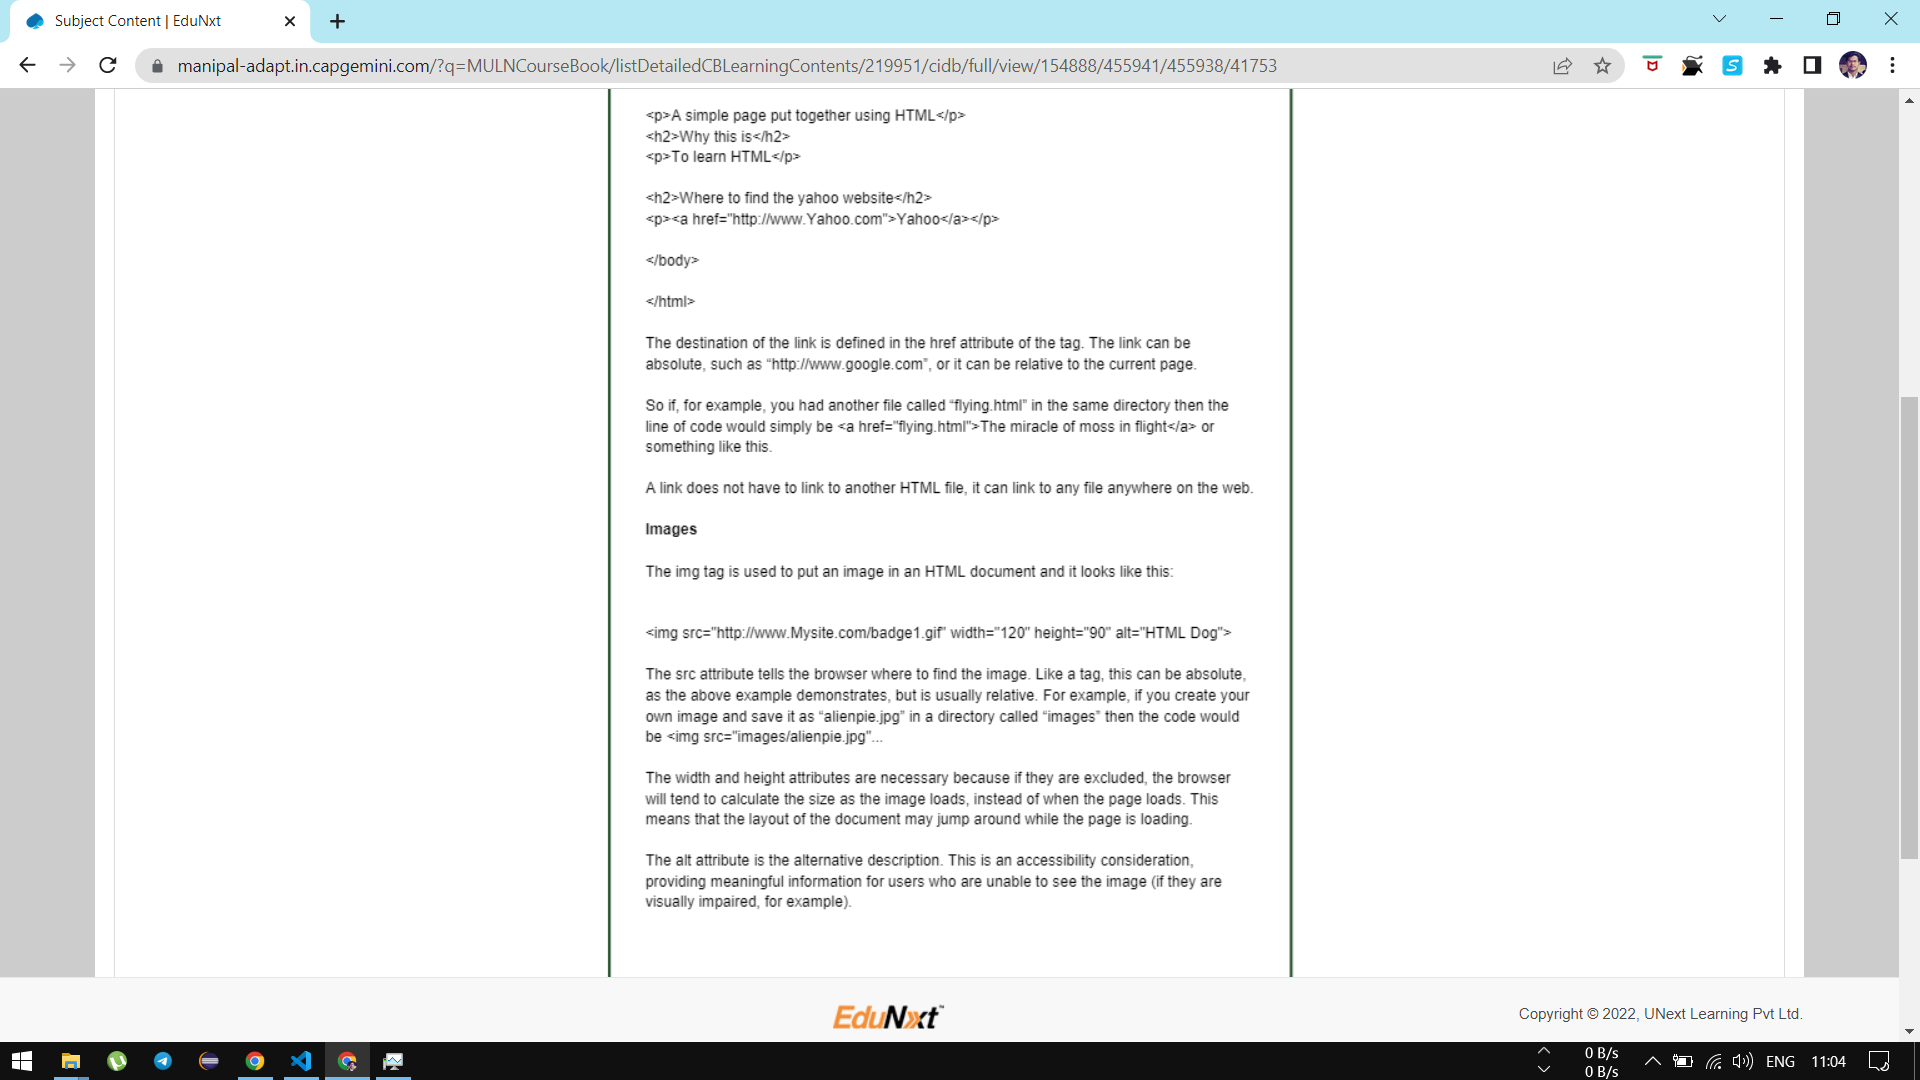 Subject Content | EduNxt
manipal-adapt.in.capgemini.com/?q=MULNCourseBook/listDetailedCBLearningContents/219951/cidb/full/view/154888/455941/455938/41753
<p>A simple page put together using HTML</p>
<h2>Why this is</h2>
<p>To learn HTML</p>
<h2>Where to find the yahoo website</h2>
<p><a href="http://www.Yahoo.com">Yahoo</a></p>
</body>
</html>
The destination of the link is defined in the href attribute of the tag. The link can be
absolute, such as “http://www.google.com”, or it can be relative to the current page.
So if, for example, you had another file called “flying.html” in the same directory then the
line of code would simply be <a href="flying.html">The miracle of moss in flight</a> or
something like this.
A link does not have to link to another HTML file, it can link to any file anywhere on the web.
Images
The img tag is used to put an image in an HTML document and it looks like this:
<img src="http://www.Mysite.com/badge1.gif" width="120" height="90" alt="HTML Dog">
The src attribute tells the browser where to find the image. Like a tag, this can be absolute,
as the above example demonstrates, but is usually relative. For example, if you create your
own image and save it as “alienpie.jpg” in a directory called “images” then the code would
be <img src="images/alienpie.jpg"...
The width and height attributes are necessary because if they are excluded, the browser
will tend to calculate the size as the image loads, instead of when the page loads. This
means that the layout of the document may jump around while the page is loading.
The alt attribute is the alternative description. This is an accessibility consideration,
providing meaningful information for users who are unable to see the image (if they are
visually impaired, for example).
EduNxt™
Copyright © 2022, UNext Learning Pvt Ltd.
0 B/s
0 B/s
ENG
11:04